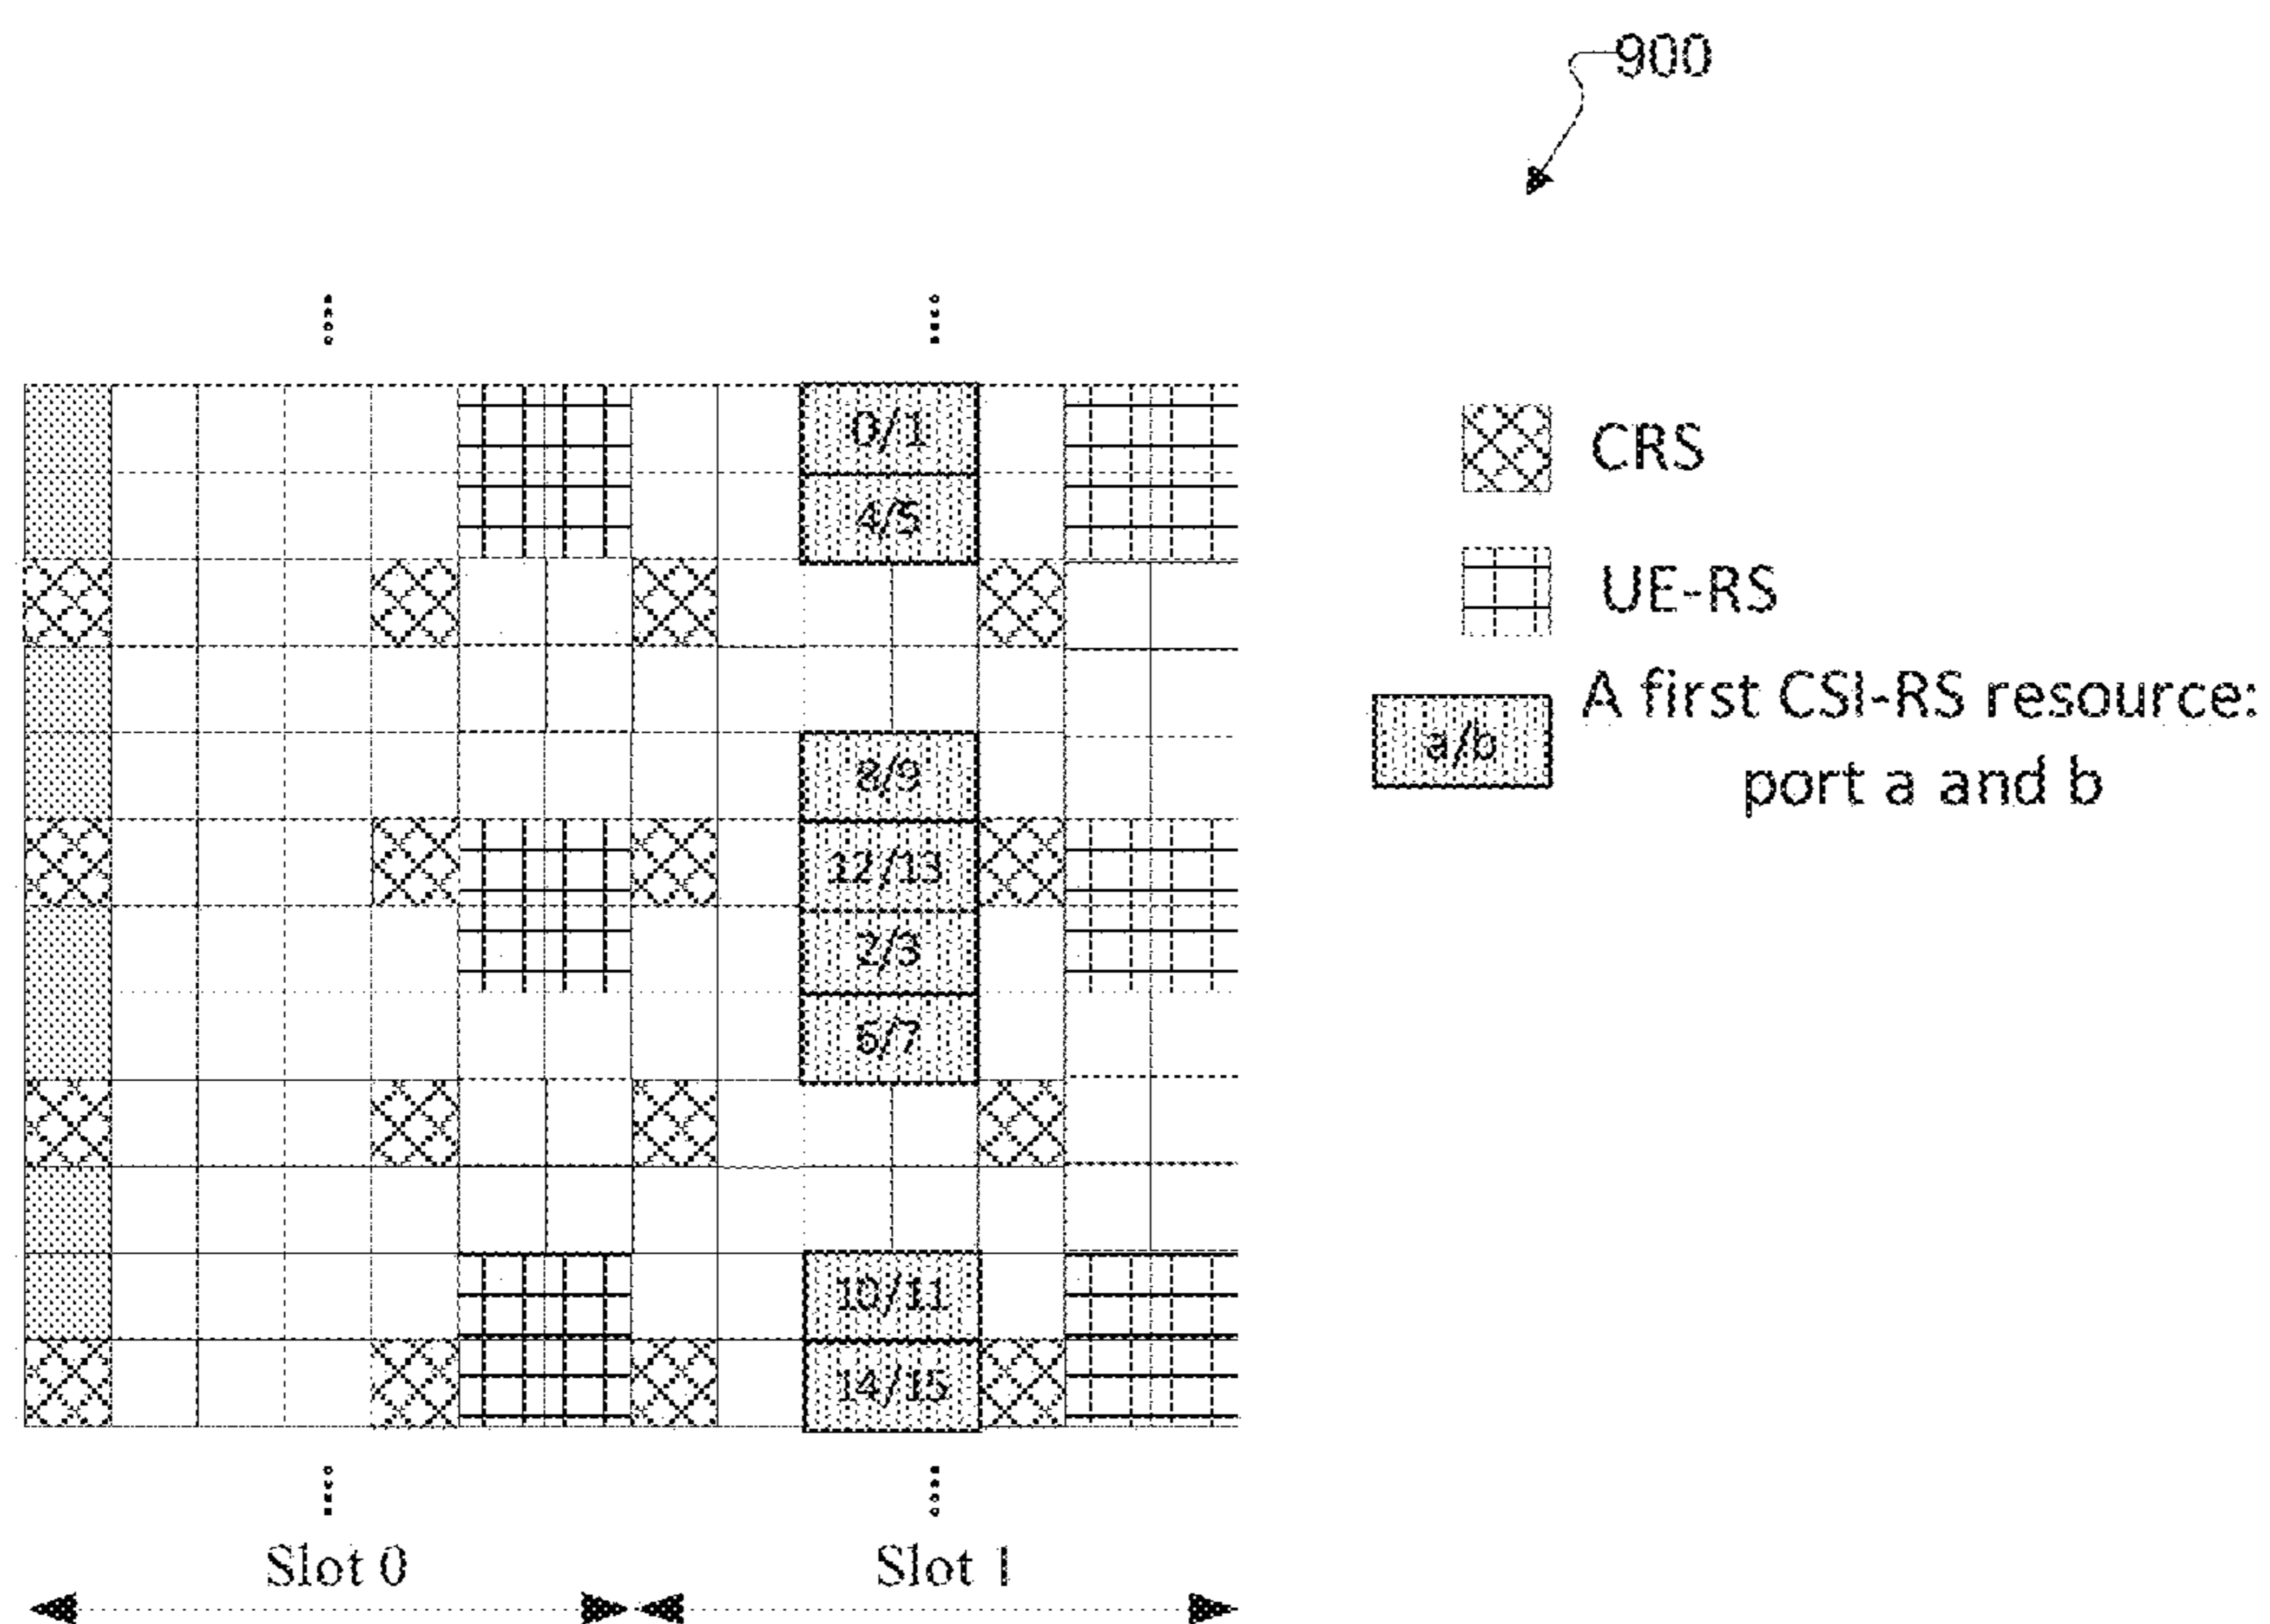 900
0/1
4/5
8/9
12/13
2/3
6/7
10/11
14/15
CRS
UE-RS
a/b
A first CSI-RS resource:
port a and b
Slot 0
Slot 1